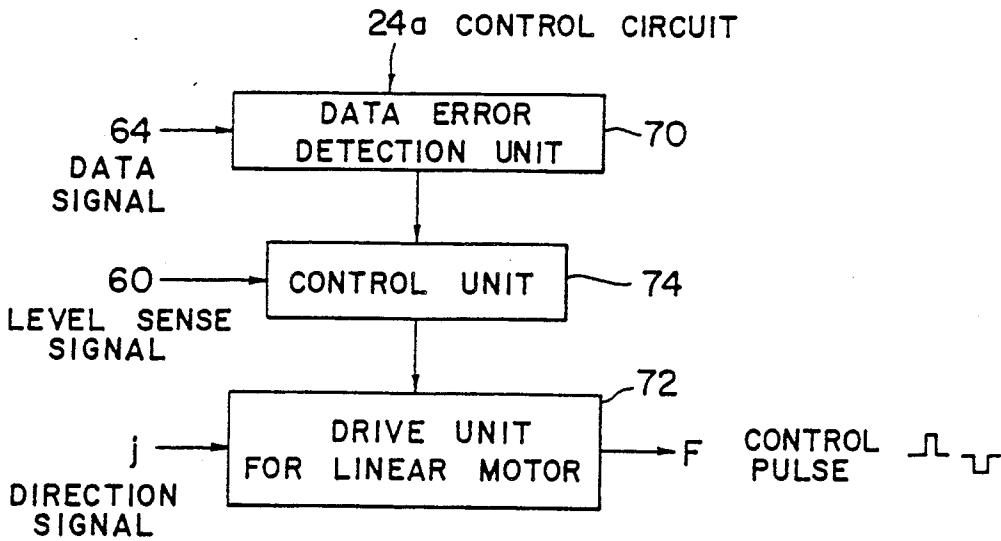 24a CONTROL CIRCUIT
DATA ERROR
DETECTION UNIT
70
64
DATA
SIGNAL
60
LEVEL SENSE
SIGNAL
CONTROL UNIT
74
72
j
DIRECTION
SIGNAL
DRIVE UNIT
FOR LINEAR MOTOR
F
CONTROL
PULSE